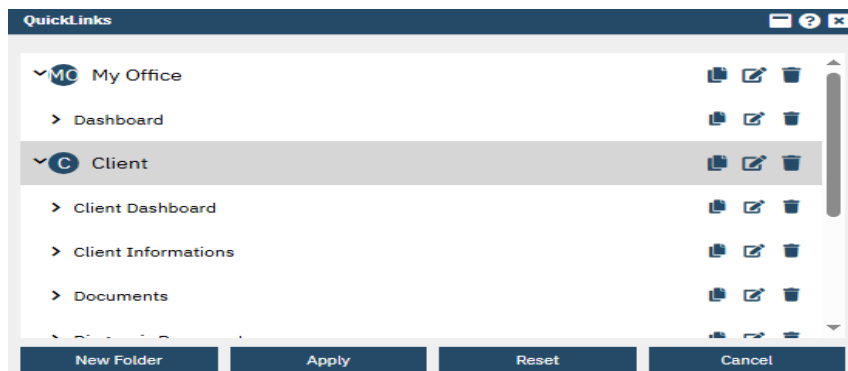 QuickLinks
MO My Office
Dashboard
C Client
Client Dashboard
Client Informations
Documents
New Folder Apply Reset Cancel